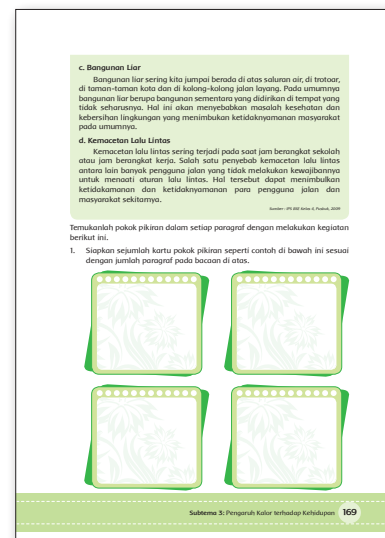 c. Bangunan Liar
Bangunan liar sering kita jumpai berada di atas saluran air, di trotoar,
di taman-taman kota dan di kolong-kolong jalan layang. Pada umumnya
bangunan liar berupa bangunan sementara yang didirikan di tempat yang
tidak seharusnya. Hal ini akan menyebabkan masalah kesehatan dan
kebersihan lingkungan yang menimbukan ketidaknyamanan masyarakat
pada umumnya.
d. Kemacetan Lalu Lintas
Kemacetan lalu lintas sering terjadi pada saat jam berangkat sekolah
atau jam berangkat kerja. Salah satu penyebab kemacetan lalu lintas
antara lain banyak pengguna jalan yang tidak melakukan kewajibannya
untuk menaati aturan lalu lintas. Hal tersebut dapat menimbulkan
ketidakamanan dan ketidaknyamanan para pengguna jalan dan
masyarakat sekitarnya.
Sumber : IPS BSE Kelas 6, Pusbuk, 2009
Temukanlah pokok pikiran dalam setiap paragraf dengan melakukan kegiatan
berikut ini.
1. Siapkan sejumlah kartu pokok pikiran seperti contoh di bawah ini sesuai
dengan jumlah paragraf pada bacaan di atas.
Subtema 3: Pengaruh Kalor terhadap Kehidupan 169